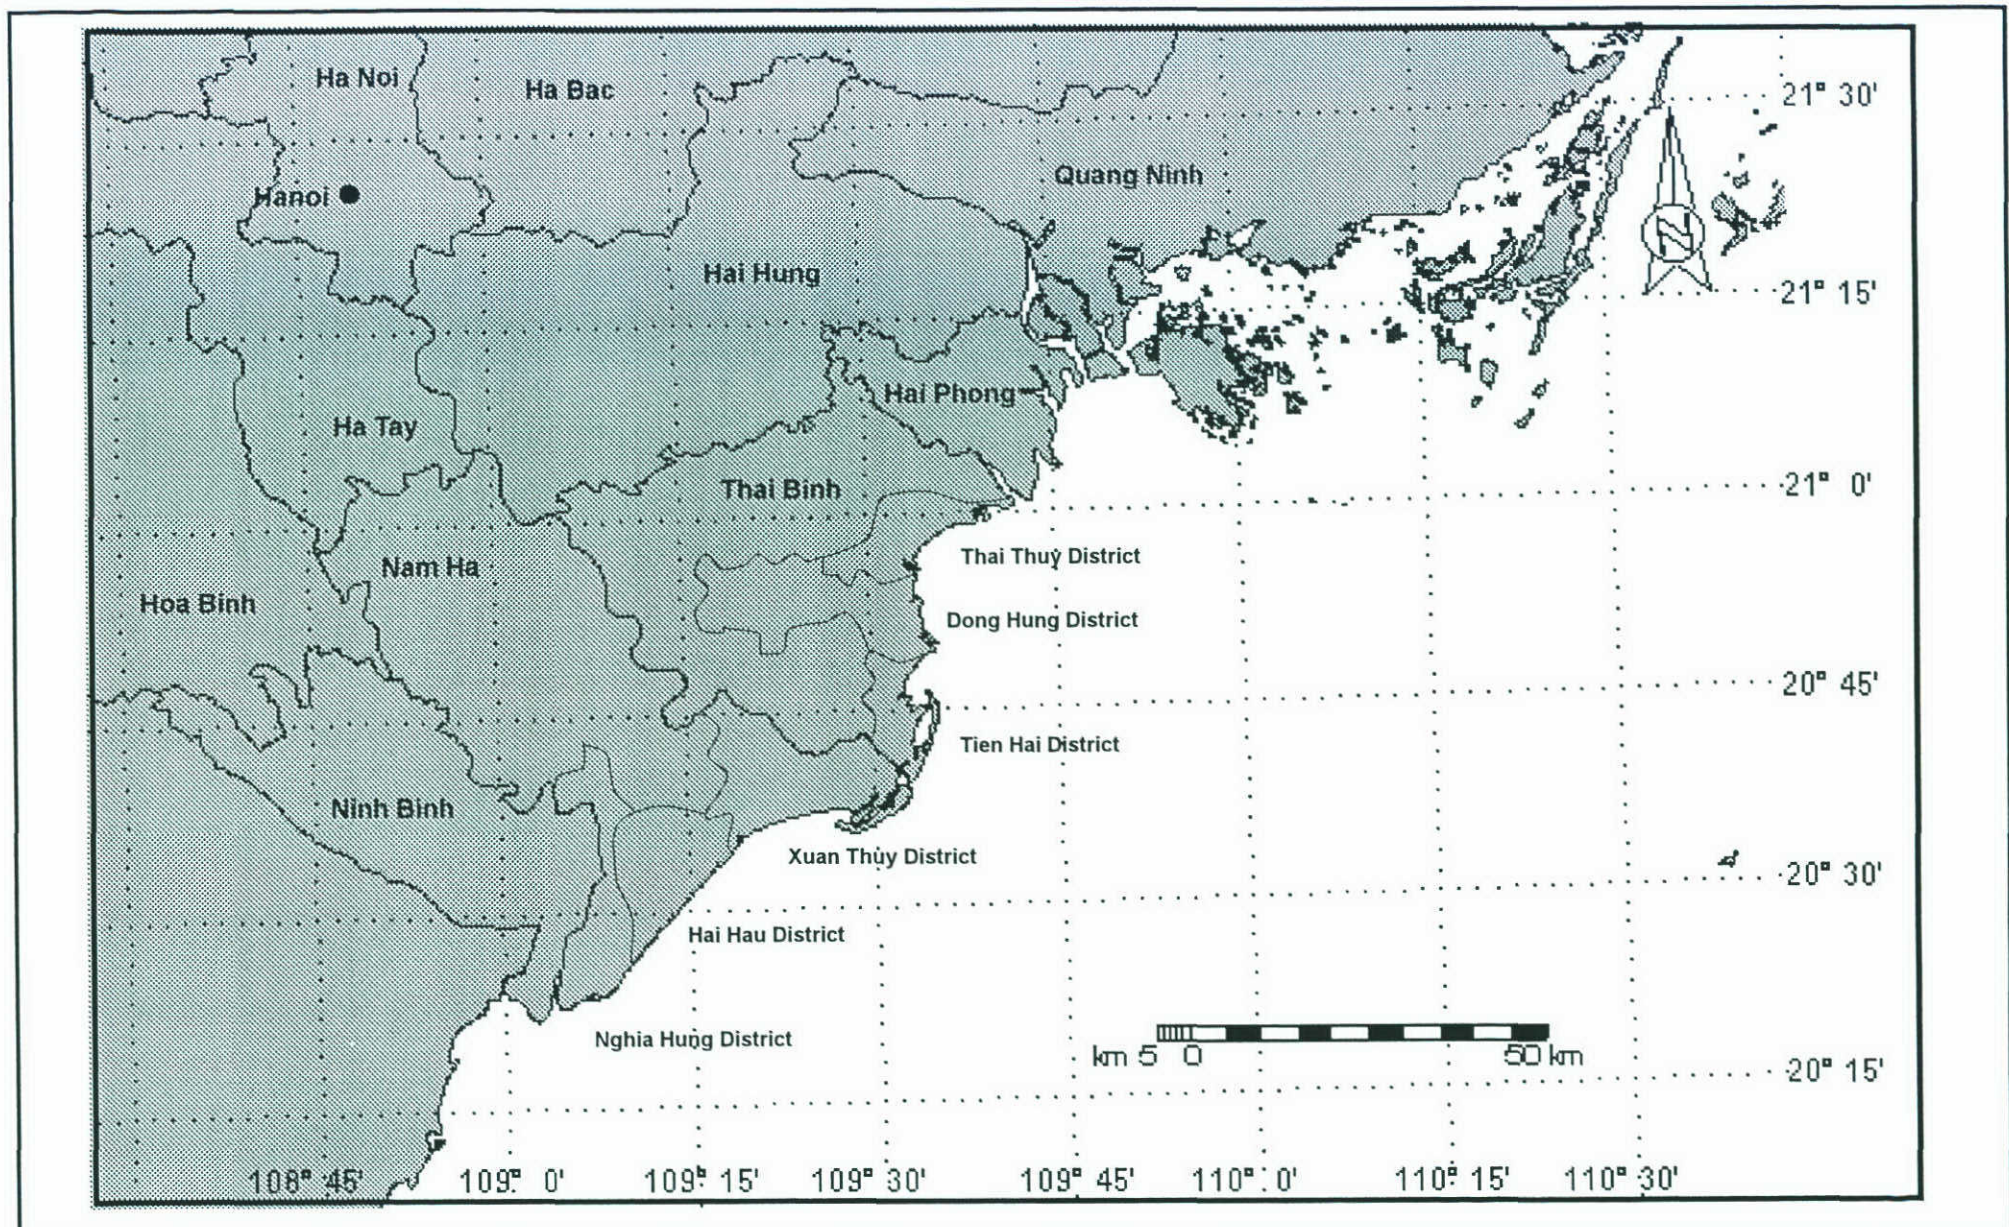 Ha Noi
Ha Bac
21° 30'
Quang Ninh
Hanoi
N
Hai Hung
21° 15'
Hai Phong
Ha Tay
Thai Binh
21° 0'
Thai Thuy District
Nam Ha
Hoa Binh
Dong Hung District
20° 45'
Tien Hai District
Ninh Binh
Xuan Thuy District
20° 30'
Hai Hau District
Nghia Hung District
km 5 0 50 km
20° 15'
108° 45' 109° 0' 109° 15' 109° 30' 109° 45' 110° 0' 110° 15' 110° 30'